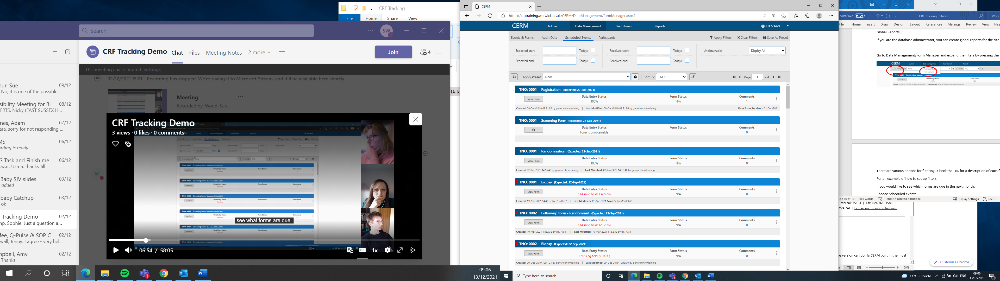 Search
SW
CRF Tracking Demo
Chat
Files
Meeting Notes
2 more
Join
4
This meeting chat is muted. Settings
02/12/2021 15:01 Recording has stopped. We're saving it to Microsoft Stream, and it'll be available here shortly.
Meeting
Recorded by: Wood, Sara
SC
nur, Sue 09/12
No, it is one of the possible ...
sibility Meeting for Bi... 08/12
ERTS, Nicky (EAST SUSSEX H...
nes, Adam 07/12
ara, sorry for not responding ...
MS 06/12
rding is ready
G Task and Finish me... 06/12
nazar, Uzma: thanks Jill
Baby SIV slides 03/12
added
baby Catchup 03/12
ok
F Tracking Demo 02/12
mp, Sophie: Just a question a...
fee, Q-Pulse & SOP C... 02/12
wall, Jenny: I agree - very hel...
mpbell, Amy 02/12
Thanks
CRF Tracking Demo
3 views · 0 likes · 0 comments
see what forms are due.
06:54 / 58:05
CC
1x
09:06
13/12/2021
CRF Tracking
File
Home
Share
View
Data
CERM
https://ctutraining.warwick.ac.uk/CERM/DataManagement/formManager.aspx#
CERM
Admin
Data Management
Recruitment
Reports
U1771479
Events & Forms
Audit Data
Scheduled Events
Participants
Apply Filters
Clear Filters
Save As Preset
Expected start: Today:
Received start: Today:
Unobtainable: Display All
Expected end: Today:
Received end: Today:
Apply Preset: None
Sort By: TNO
Page 1 of 4
TNO: 0001 Registration (Expected: 22-Sep-2021)
Data Entry Status Form Status Comments
View Form 100% N/A 1
Created: 09-Dec-2019 09:51:56 by genericuhcwtraining | Last Modified: 09-Dec-2019 09:51:56 by genericuhcwtraining Date Form Received: 01-Dec-2021
TNO: 0001 Screening Form (Expected: 22-Sep-2021)
Data Entry Status Form Status Comments
Form is unobtainable 0
TNO: 0001 Randomisation (Expected: 22-Sep-2021)
Data Entry Status Form Status Comments
View Form 100% N/A 0
Created: 02-Jan-2020 14:16:46 by genericuhcwtraining | Last Modified: 02-Jan-2020 14:16:46 by genericuhcwtraining
! TNO: 0001 Biopsy (Expected: 22-Sep-2021)
Data Entry Status Form Status Comments
View Form 5 Missing fields (37.50%) N/A 0
Created: 19-Apr-2021 14:46:27 by u1570972 | Last Modified: 19-Apr-2021 14:46:27 by u1570972
! TNO: 0002 Follow-up form - Randomised (Expected: 22-Sep-2021)
Data Entry Status Form Status Comments
View Form 7 Missing fields (22.22%) N/A 0
Created: 10-Mar-2021 11:52:32 by u1777511 | Last Modified: 10-Mar-2021 11:52:32 by u1777511
! TNO: 0002 Biopsy (Expected: 22-Sep-2021)
Data Entry Status Form Status Comments
View Form 1 Missing field (91.67%) N/A 0
Created: 09-Dec-2019 10:41:21 by genericuhcwtraining | Last Modified: 09-Dec-2019 10:43:06 by genericuhcwtraining
Type here to search
AutoSave Off
CRF Tracking Databas...
Wood
File Home Insert Draw Design Layout References Mailings Review View Help
Global Reports
If you are the database administrator, you can create global reports for the site
Go to Data Management/Form Manager and expand the filters by pressing the
There are various options for filtering. Check the FRS for a description of each fi
For an example of how to set up filters.
If you would like to see which forms are due in the next month:
Choose Scheduled events
age 10 of 10 666 words English (United Kingdom) Display Settings Focus
Internal: 75194 | Fax: 024 76151586
CV4 7AL | Find us on the interactive map
se version can do. Is CERM built in the most
Customise Chrome
100%
11°C Cloudy
ENG
09:06
13/12/2021